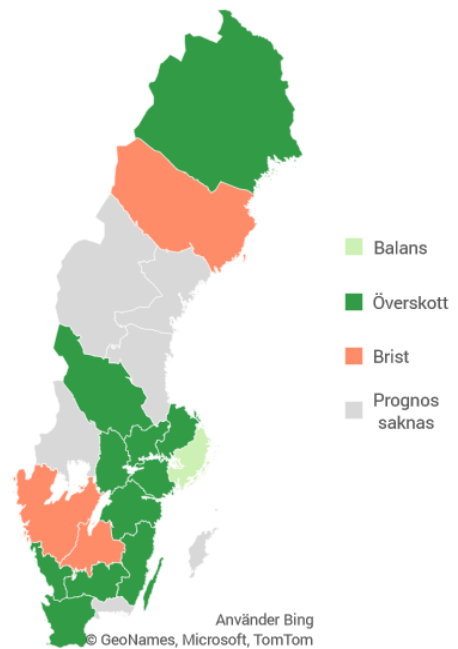 Balans
Överskott
Brist
Prognos
saknas
Använder Bing
© GeoNames, Microsoft, TomTom